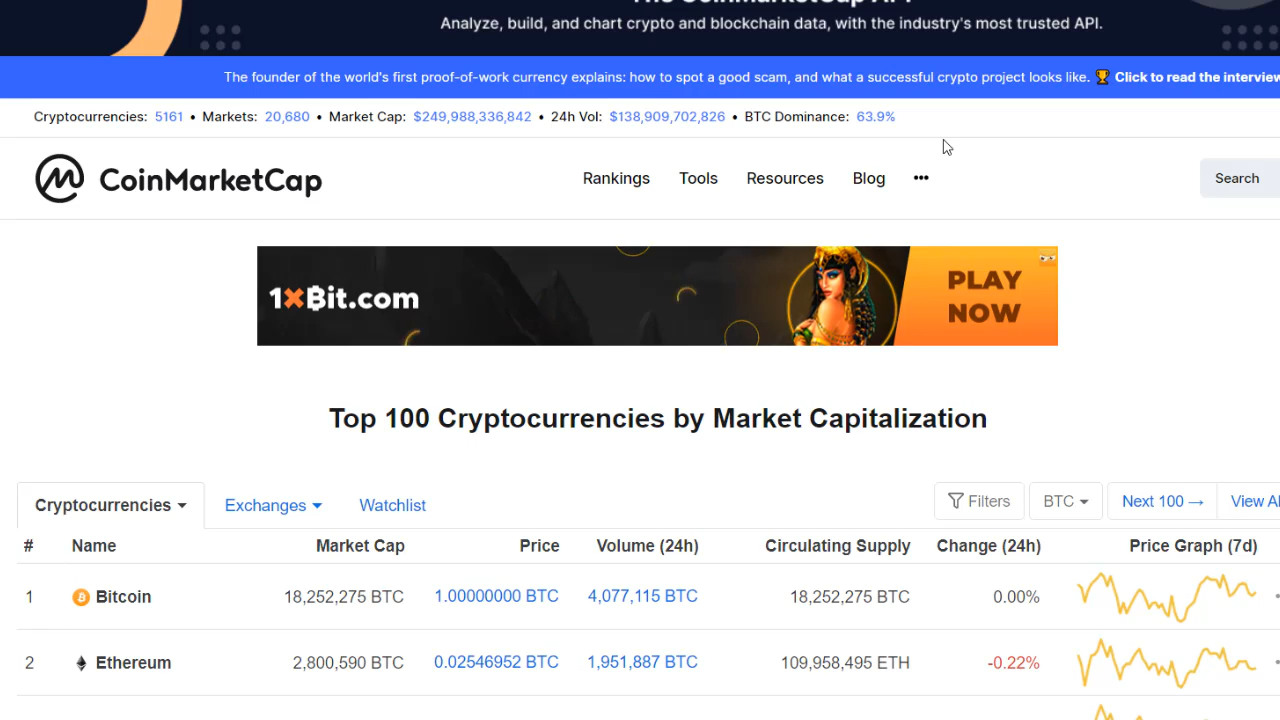 The CoinMarketCap API
Analyze, build, and chart crypto and blockchain data, with the industry's most trusted API.
The founder of the world's first proof-of-work currency explains: how to spot a good scam, and what a successful crypto project looks like. 🏆 Click to read the interview
Cryptocurrencies: 5161 • Markets: 20,680 • Market Cap: $249,988,336,842 • 24h Vol: $138,909,702,826 • BTC Dominance: 63.9%
CoinMarketCap Rankings Tools Resources Blog ••• Search
1xBit.com
PLAY
NOW
Top 100 Cryptocurrencies by Market Capitalization
Cryptocurrencies Exchanges Watchlist Filters BTC Next 100 → View Al
# Name Market Cap Price Volume (24h) Circulating Supply Change (24h) Price Graph (7d)
1 Bitcoin 18,252,275 BTC 1.00000000 BTC 4,077,115 BTC 18,252,275 BTC 0.00%
2 Ethereum 2,800,590 BTC 0.02546952 BTC 1,951,887 BTC 109,958,495 ETH -0.22%